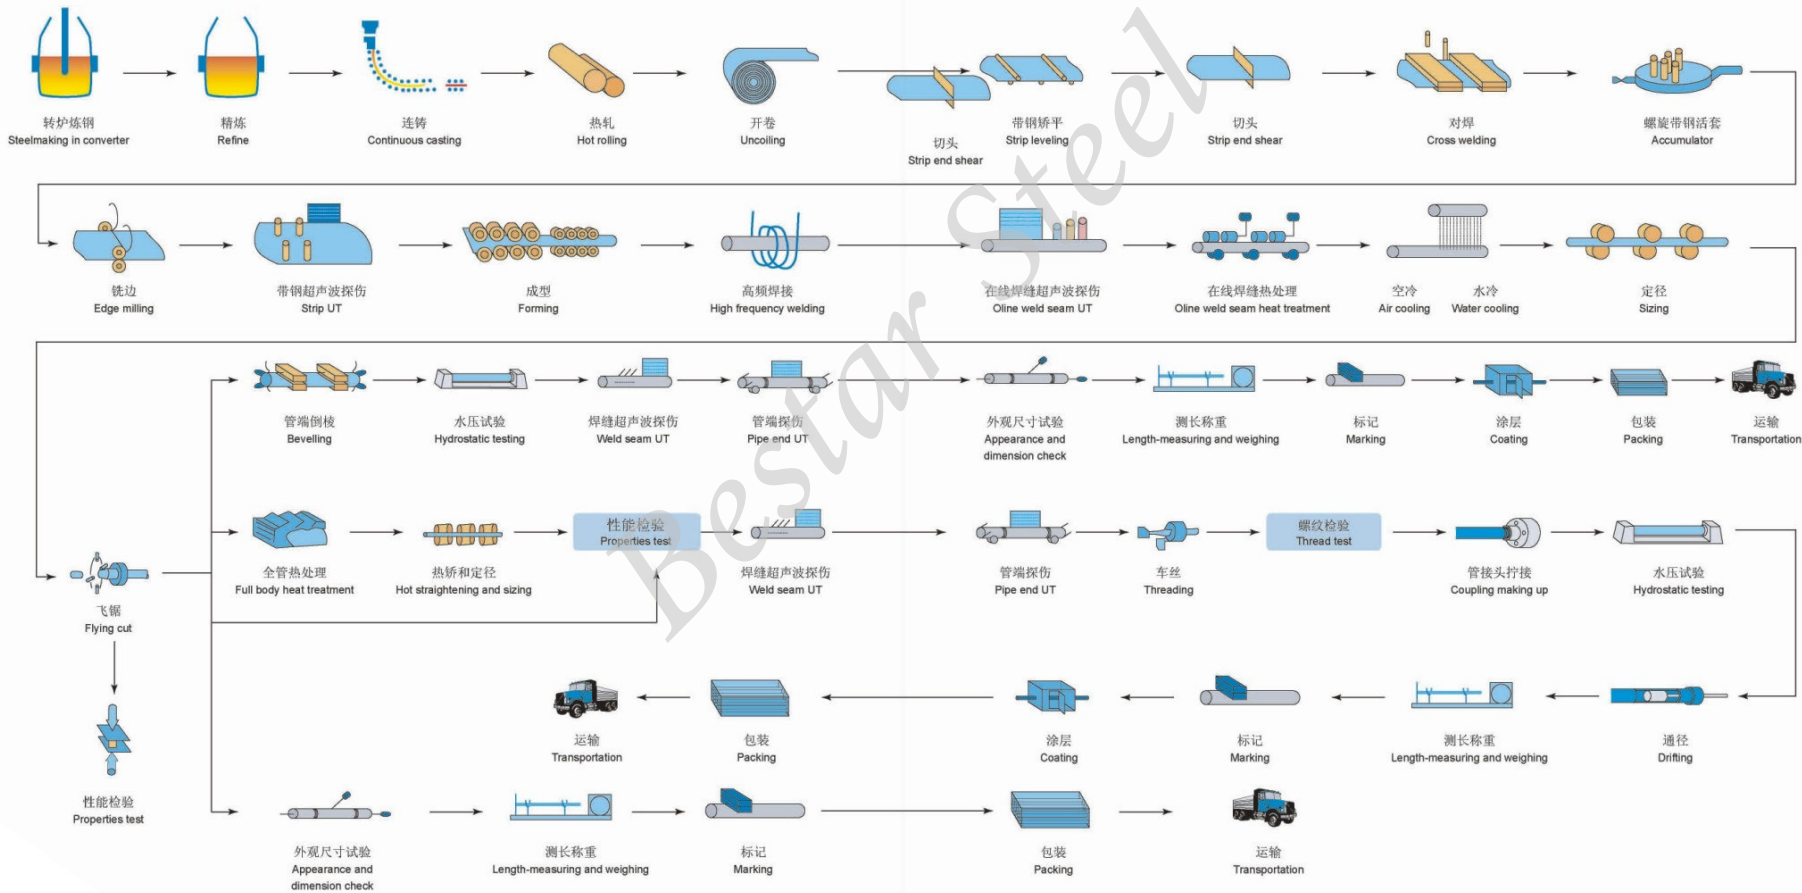 转炉炼钢
Steelmaking in converter
精炼
Refine
连铸
Continuous casting
热轧
Hot rolling
开卷
Uncoiling
切头
Strip end shear
带钢矫平
Strip leveling
切头
Strip end shear
对焊
Cross welding
螺旋带钢活套
Accumulator
铣边
Edge milling
带钢超声波探伤
Strip UT
成型
Forming
高频焊接
High frequency welding
在线焊缝超声波探伤
Oline weld seam UT
在线焊缝热处理
Oline weld seam heat treatment
空冷
Air cooling
水冷
Water cooling
定径
Sizing
管端倒棱
Bevelling
水压试验
Hydrostatic testing
焊缝超声波探伤
Weld seam UT
管端探伤
Pipe end UT
外观尺寸试验
Appearance and
dimension check
测长称重
Length-measuring and weighing
标记
Marking
涂层
Coating
包装
Packing
运输
Transportation
飞锯
Flying cut
全管热处理
Full body heat treatment
热矫和定径
Hot straightening and sizing
性能检验
Properties test
焊缝超声波探伤
Weld seam UT
管端探伤
Pipe end UT
车丝
Threading
螺纹检验
Thread test
管接头拧接
Coupling making up
水压试验
Hydrostatic testing
运输
Transportation
包装
Packing
涂层
Coating
标记
Marking
测长称重
Length-measuring and weighing
通径
Drifting
性能检验
Properties test
外观尺寸试验
Appearance and
dimension check
测长称重
Length-measuring and weighing
标记
Marking
包装
Packing
运输
Transportation
Bestar Steel